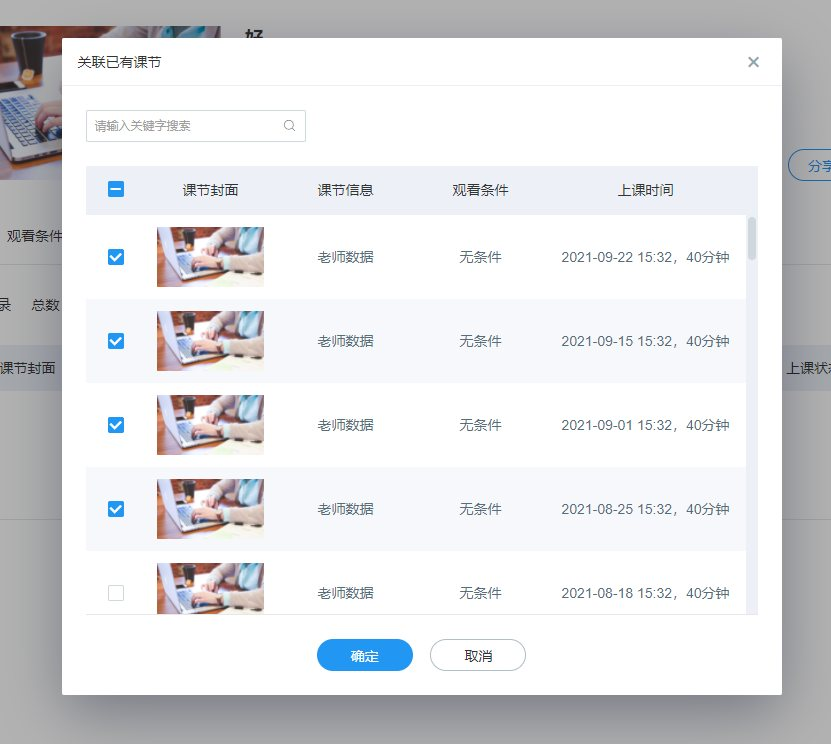 好
关联已有课节
请输入关键字搜索
分享
课节封面 课节信息 观看条件 上课时间
观看条件
老师数据 无条件 2021-09-22 15:32，40分钟
录 总数
老师数据 无条件 2021-09-15 15:32，40分钟
课节封面
上课状
老师数据 无条件 2021-09-01 15:32，40分钟
老师数据 无条件 2021-08-25 15:32，40分钟
老师数据 无条件 2021-08-18 15:32，40分钟
确定 取消